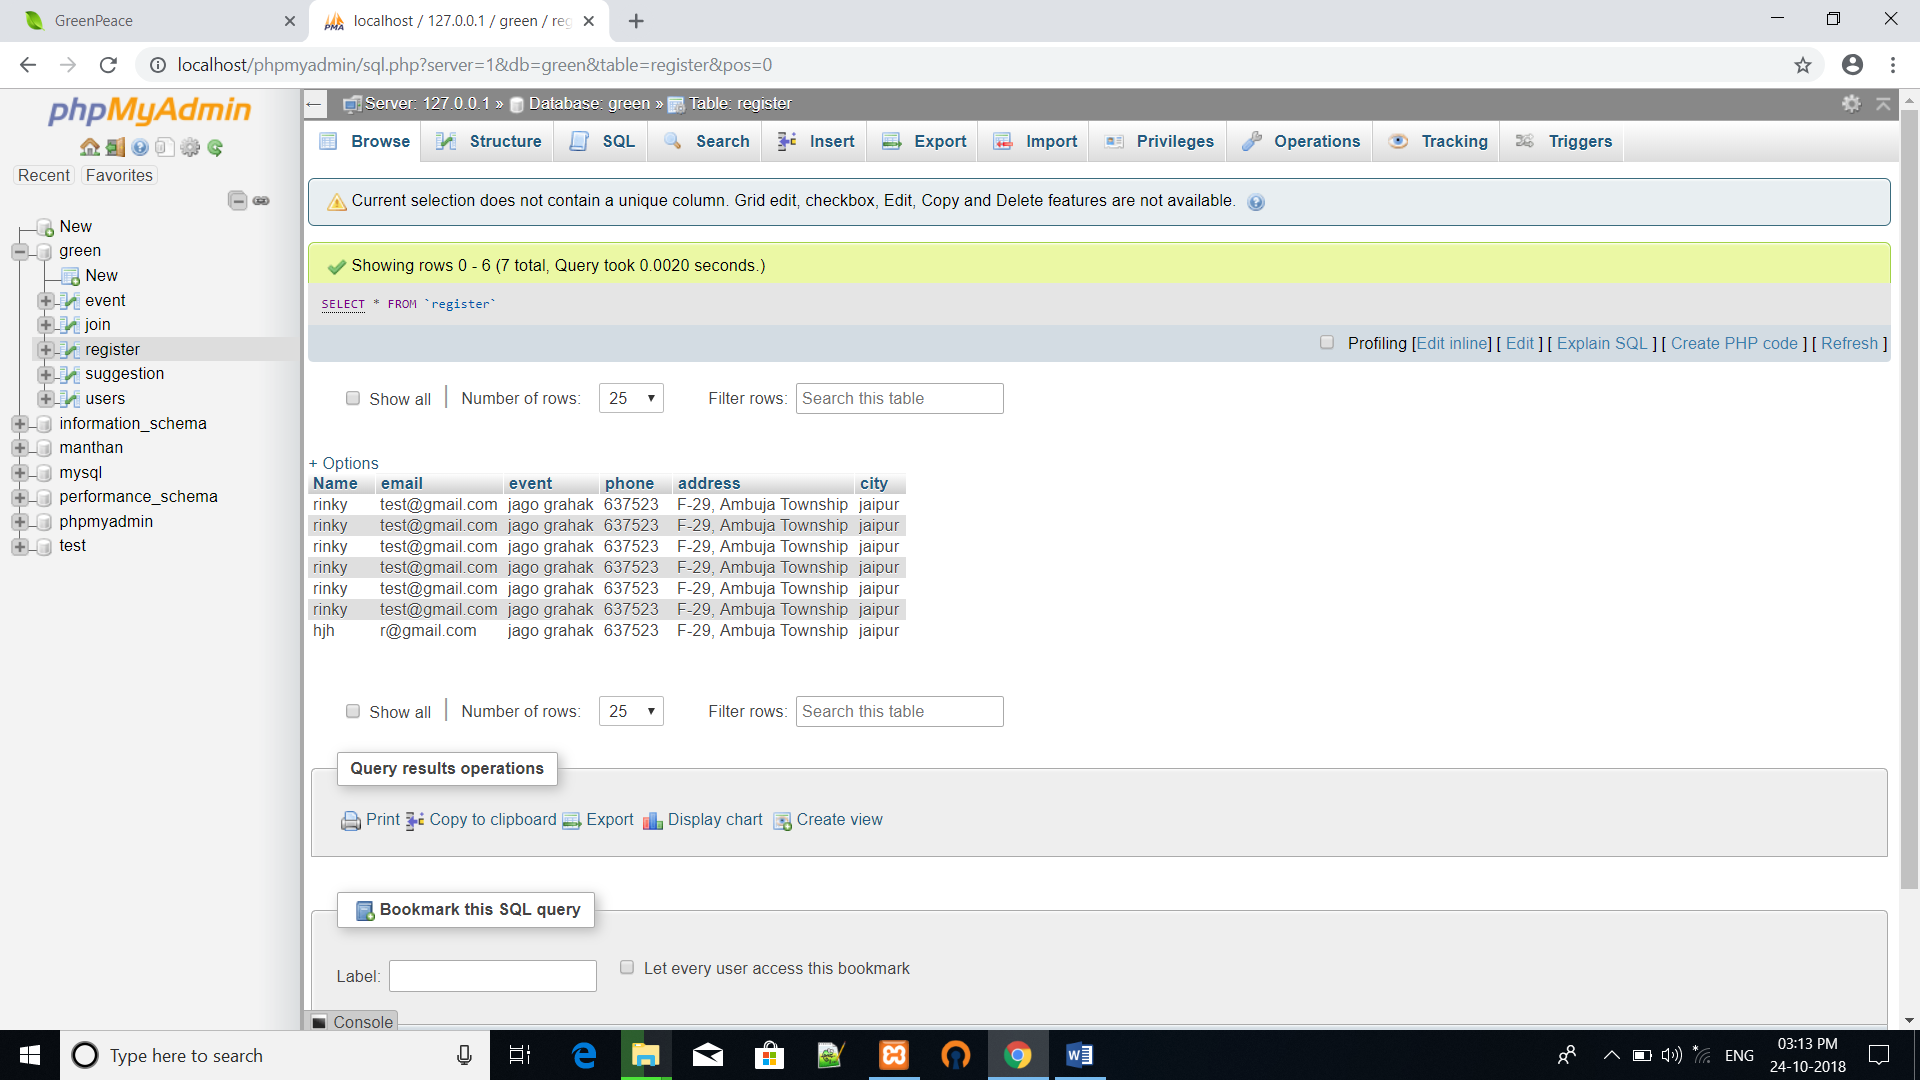 GreenPeace
localhost / 127.0.0.1 / green / reg
localhost/phpmyadmin/sql.php?server=1&db=green&table=register&pos=0
phpMyAdmin
Recent Favorites
New
green
New
event
join
register
suggestion
users
information_schema
manthan
mysql
performance_schema
phpmyadmin
test
Server: 127.0.0.1 » Database: green » Table: register
Browse Structure SQL Search Insert Export Import Privileges Operations Tracking Triggers
Current selection does not contain a unique column. Grid edit, checkbox, Edit, Copy and Delete features are not available.
Showing rows 0 - 6 (7 total, Query took 0.0020 seconds.)
SELECT * FROM `register`
Profiling [Edit inline] [ Edit ] [ Explain SQL ] [ Create PHP code ] [ Refresh ]
Show all Number of rows: 25 Filter rows: Search this table
+ Options
Name email event phone address city
rinky test@gmail.com jago grahak 637523 F-29, Ambuja Township jaipur
rinky test@gmail.com jago grahak 637523 F-29, Ambuja Township jaipur
rinky test@gmail.com jago grahak 637523 F-29, Ambuja Township jaipur
rinky test@gmail.com jago grahak 637523 F-29, Ambuja Township jaipur
rinky test@gmail.com jago grahak 637523 F-29, Ambuja Township jaipur
rinky test@gmail.com jago grahak 637523 F-29, Ambuja Township jaipur
hjh r@gmail.com jago grahak 637523 F-29, Ambuja Township jaipur
Show all Number of rows: 25 Filter rows: Search this table
Query results operations
Print Copy to clipboard Export Display chart Create view
Bookmark this SQL query
Label: Let every user access this bookmark
Console
Type here to search
ENG
03:13 PM
24-10-2018